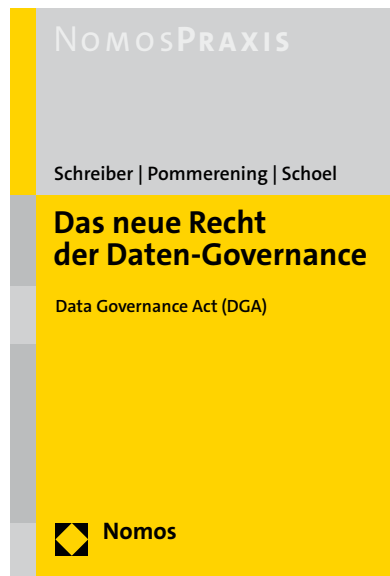 NomosPraxis
Schreiber | Pommerening | Schoel
Das neue Recht
der Daten-Governance
Data Governance Act (DGA)
Nomos